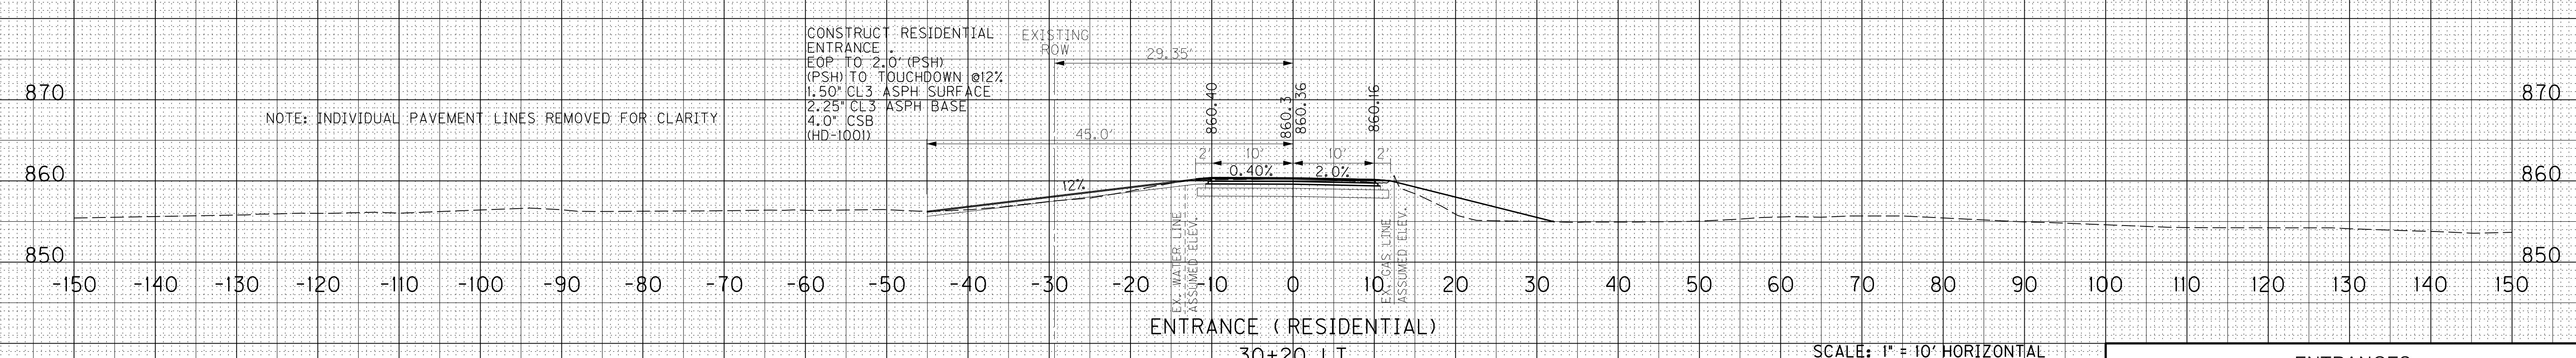 CONSTRUCT RESIDENTIAL
ENTRANCE .
EOP TO 2.0' (PSH)
(PSH) TO TOUCHDOWN @12%
1.50" CL3 ASPH SURFACE
2.25" CL3 ASPH BASE
4.0" CSB
(HD-1001)
EXISTING
ROW
29.35'
870
870
NOTE: INDIVIDUAL PAVEMENT LINES REMOVED FOR CLARITY
860.40
860.3
860.36
860.16
45.0'
2' 10' 10' 2'
0.40% 2.0%
860
12%
860
EX. WATER LINE
ASSUMED ELEV.
EX. GAS LINE
ASSUMED ELEV.
850
850
-150 -140 -130 -120 -110 -100 -90 -80 -70 -60 -50 -40 -30 -20 -10 0 10 20 30 40 50 60 70 80 90 100 110 120 130 140 150
ENTRANCE ( RESIDENTIAL)
30+20 LT
SCALE: 1" = 10' HORIZONTAL
ENTRANCES